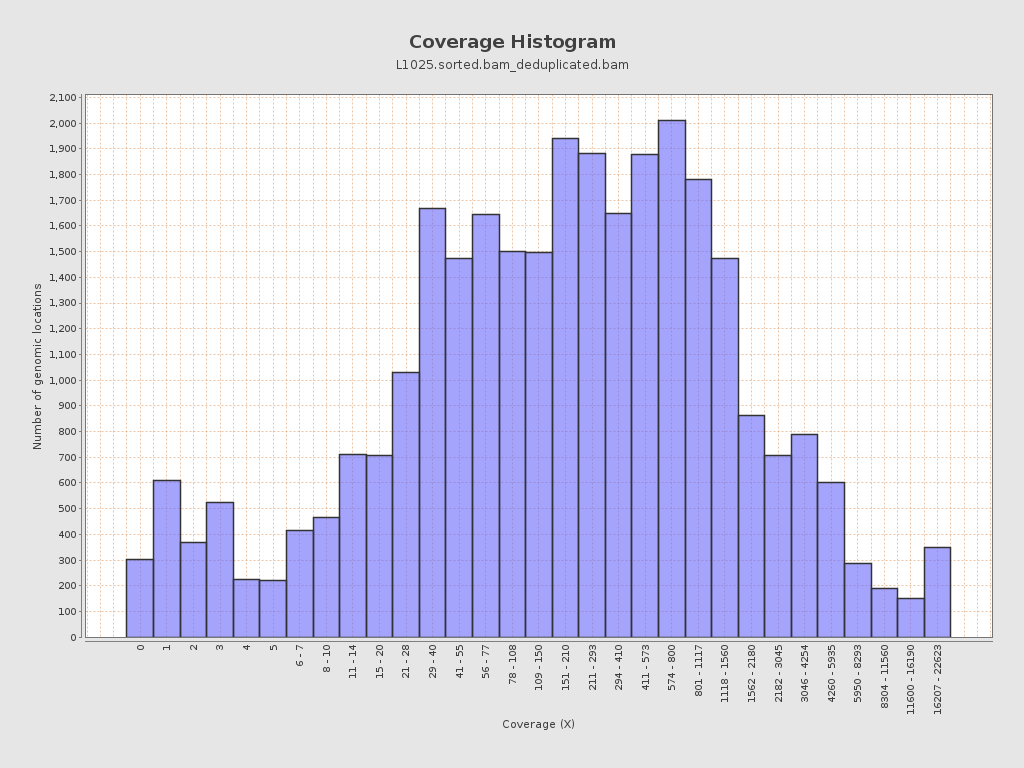 Coverage Histogram
L1025.sorted.bam_deduplicated.bam
Number of genomic locations
2,100
2,000
1,900
1,800
1,700
1,600
1,500
1,400
1,300
1,200
1,100
1,000
900
800
700
600
500
400
300
200
100
0
0
1
2
3
4
5
6 - 7
8 - 10
11 - 14
15 - 20
21 - 28
29 - 40
41 - 55
56 - 77
78 - 108
109 - 150
151 - 210
211 - 293
294 - 410
411 - 573
574 - 800
801 - 1117
1118 - 1560
1562 - 2180
2182 - 3045
3046 - 4254
4260 - 5935
5950 - 8293
8304 - 11560
11600 - 16190
16207 - 22623
Coverage (X)